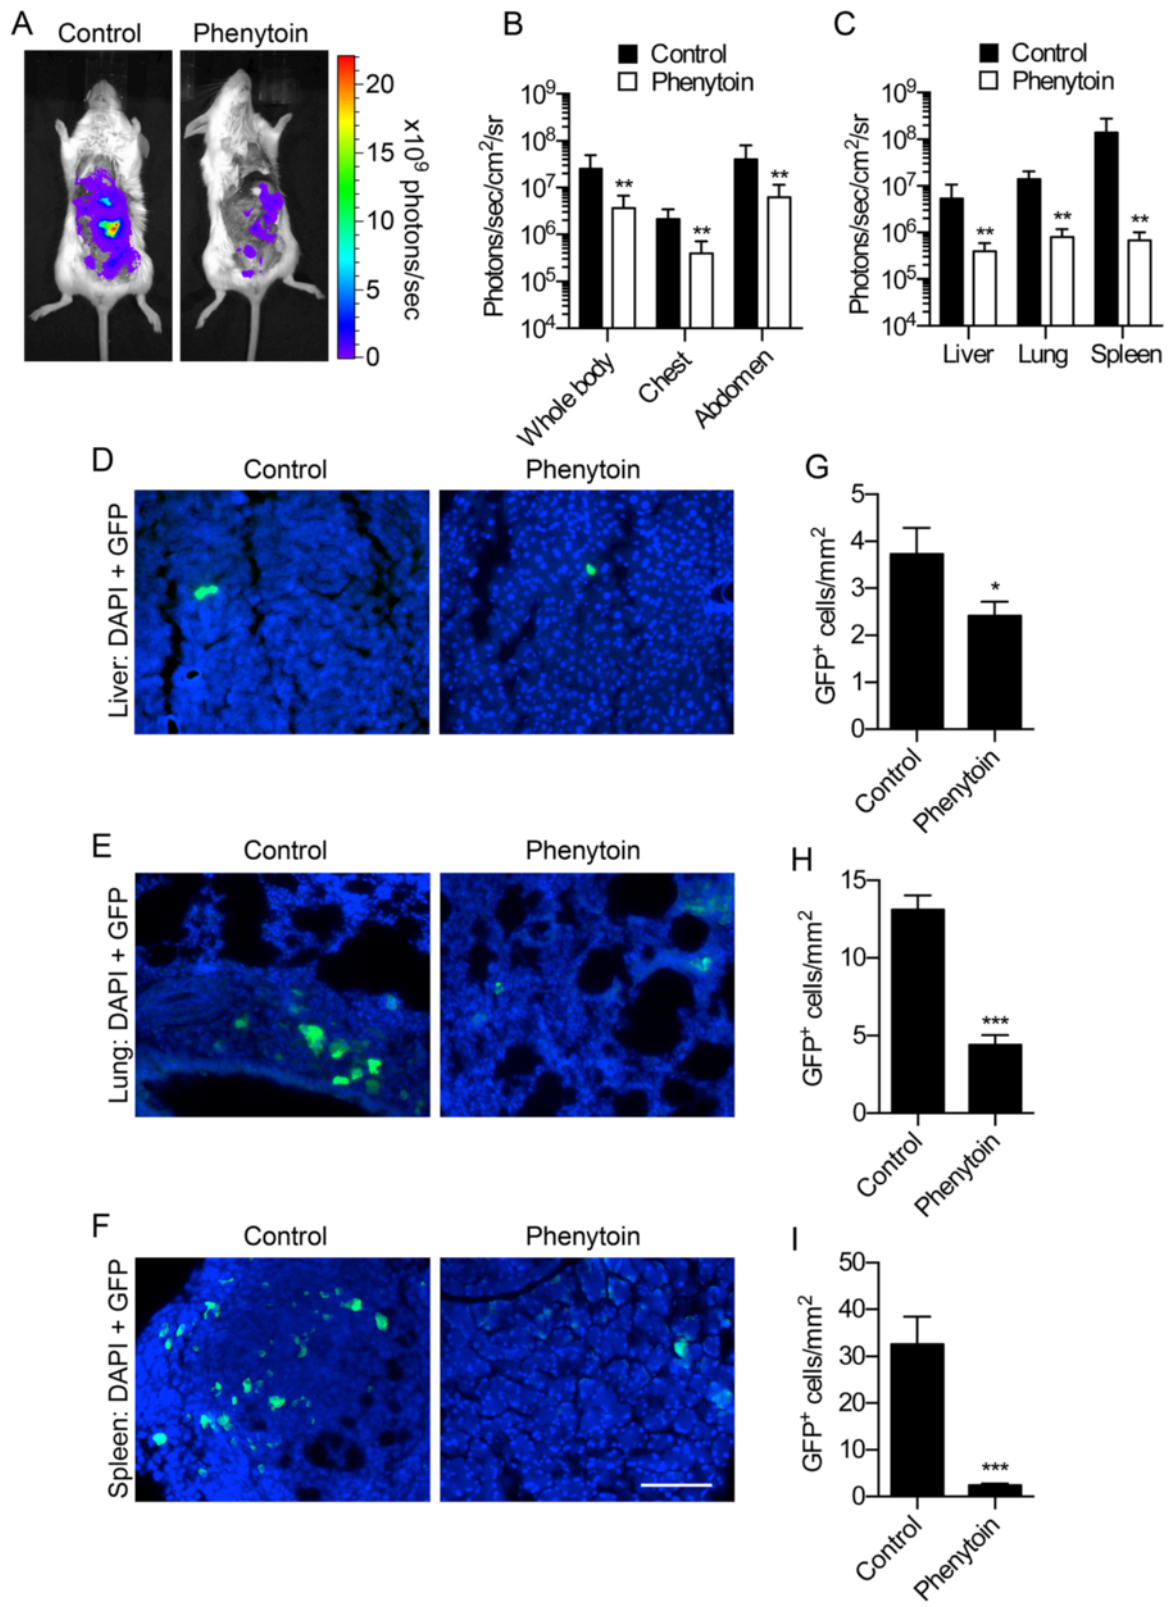 A
Control
Phenytoin
20
15
10
5
0
x10⁹ photons/sec
B
Control
Phenytoin
Photons/sec/cm²/sr
10⁹
10⁸
10⁷
10⁶
10⁵
10⁴
**
**
**
Whole body
Chest
Abdomen
C
Control
Phenytoin
Photons/sec/cm²/sr
10⁹
10⁸
10⁷
10⁶
10⁵
10⁴
**
**
**
Liver
Lung
Spleen
D
Control
Phenytoin
Liver: DAPI + GFP
G
GFP⁺ cells/mm²
5
4
3
2
1
0
*
Control
Phenytoin
E
Control
Phenytoin
Lung: DAPI + GFP
H
GFP⁺ cells/mm²
15
10
5
0
***
Control
Phenytoin
F
Control
Phenytoin
Spleen: DAPI + GFP
I
GFP⁺ cells/mm²
50
40
30
20
10
0
***
Control
Phenytoin